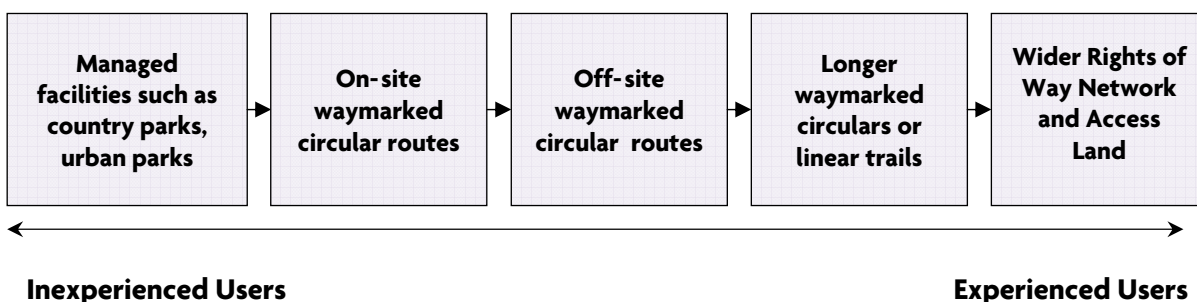 Managed
facilities such as
country parks,
urban parks
On-site
waymarked
circular routes
Off-site
waymarked
circular routes
Longer
waymarked
circulars or
linear trails
Wider Rights of
Way Network
and Access
Land
Inexperienced Users
Experienced Users